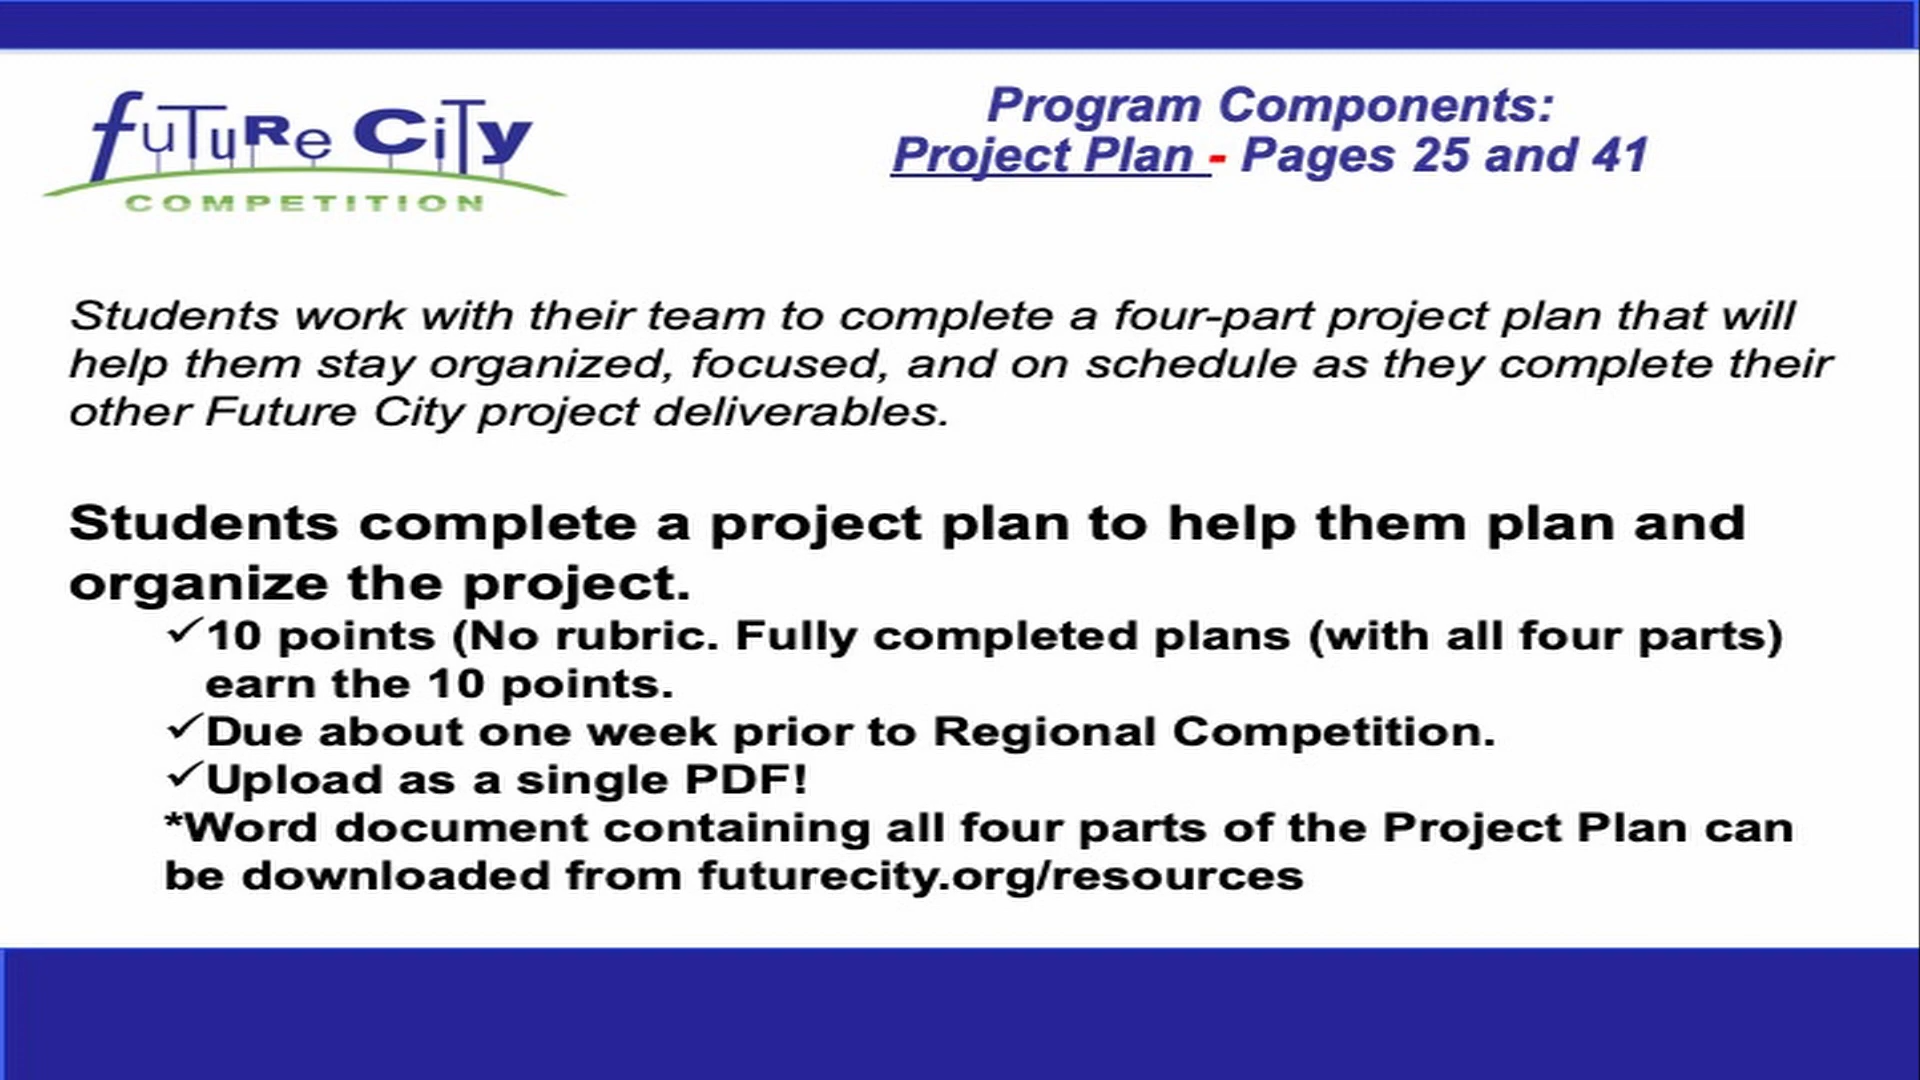 fuTuRe CiTy
COMPETITION
Program Components:
Project Plan - Pages 25 and 41
Students work with their team to complete a four-part project plan that will
help them stay organized, focused, and on schedule as they complete their
other Future City project deliverables.
Students complete a project plan to help them plan and
organize the project.
✓10 points (No rubric. Fully completed plans (with all four parts)
earn the 10 points.
✓Due about one week prior to Regional Competition.
✓Upload as a single PDF!
*Word document containing all four parts of the Project Plan can
be downloaded from futurecity.org/resources